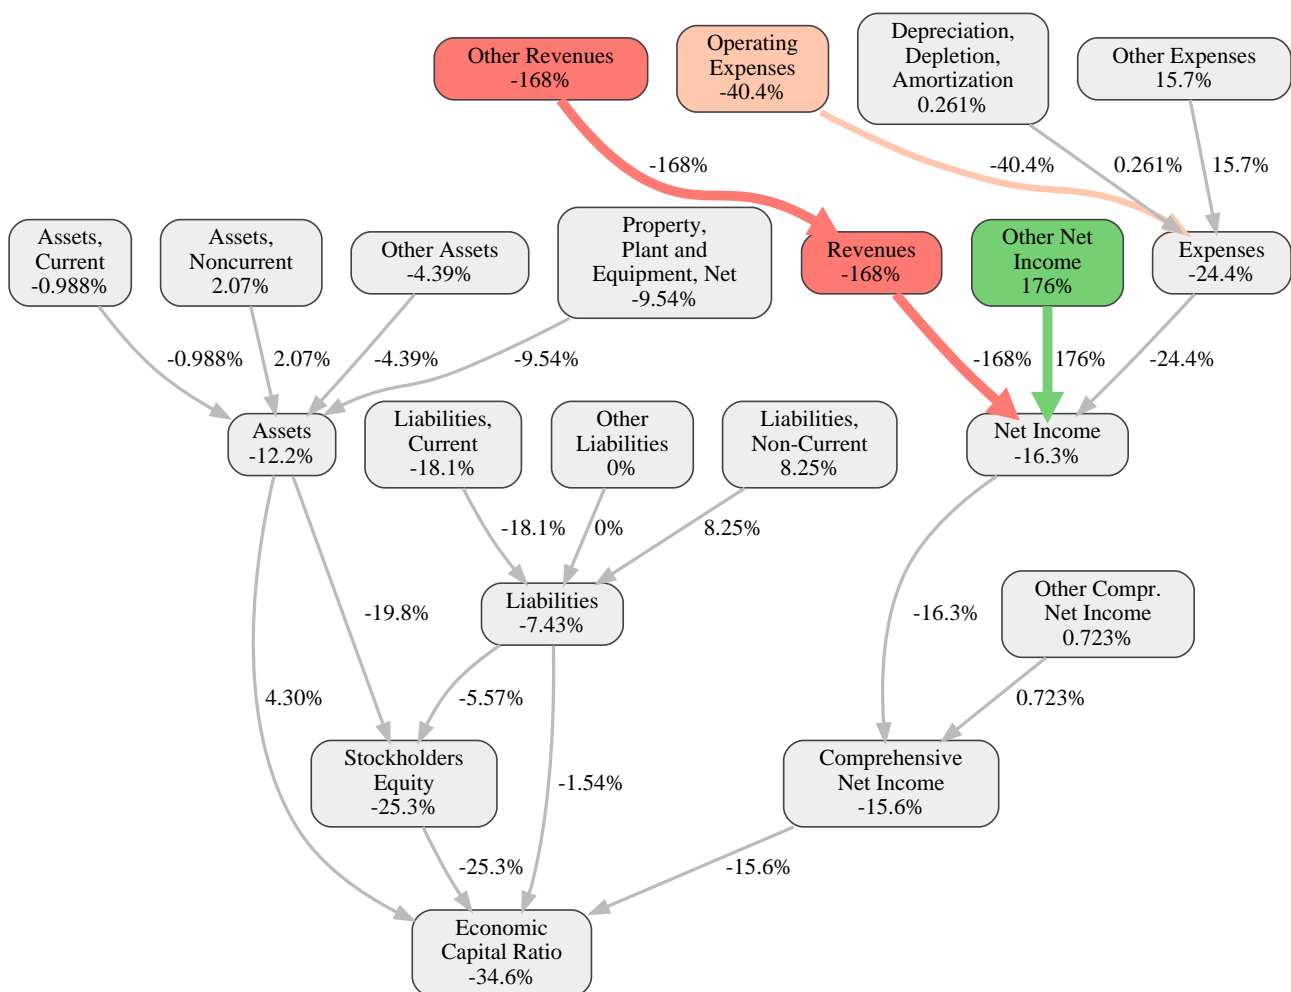 Other Revenues
-168%
Operating
Expenses
-40.4%
Depreciation,
Depletion,
Amortization
0.261%
Other Expenses
15.7%
-168%
-40.4%
0.261%
15.7%
Assets,
Current
-0.988%
Assets,
Noncurrent
2.07%
Other Assets
-4.39%
Property,
Plant and
Equipment, Net
-9.54%
Revenues
-168%
Other Net
Income
176%
Expenses
-24.4%
-0.988%
2.07%
-4.39%
-9.54%
-168%
176%
-24.4%
Assets
-12.2%
Liabilities,
Current
-18.1%
Other
Liabilities
0%
Liabilities,
Non-Current
8.25%
Net Income
-16.3%
-18.1%
0%
8.25%
Liabilities
-7.43%
Other Compr.
Net Income
0.723%
-19.8%
-16.3%
4.30%
-5.57%
0.723%
Stockholders
Equity
-25.3%
-1.54%
Comprehensive
Net Income
-15.6%
-25.3%
-15.6%
Economic
Capital Ratio
-34.6%